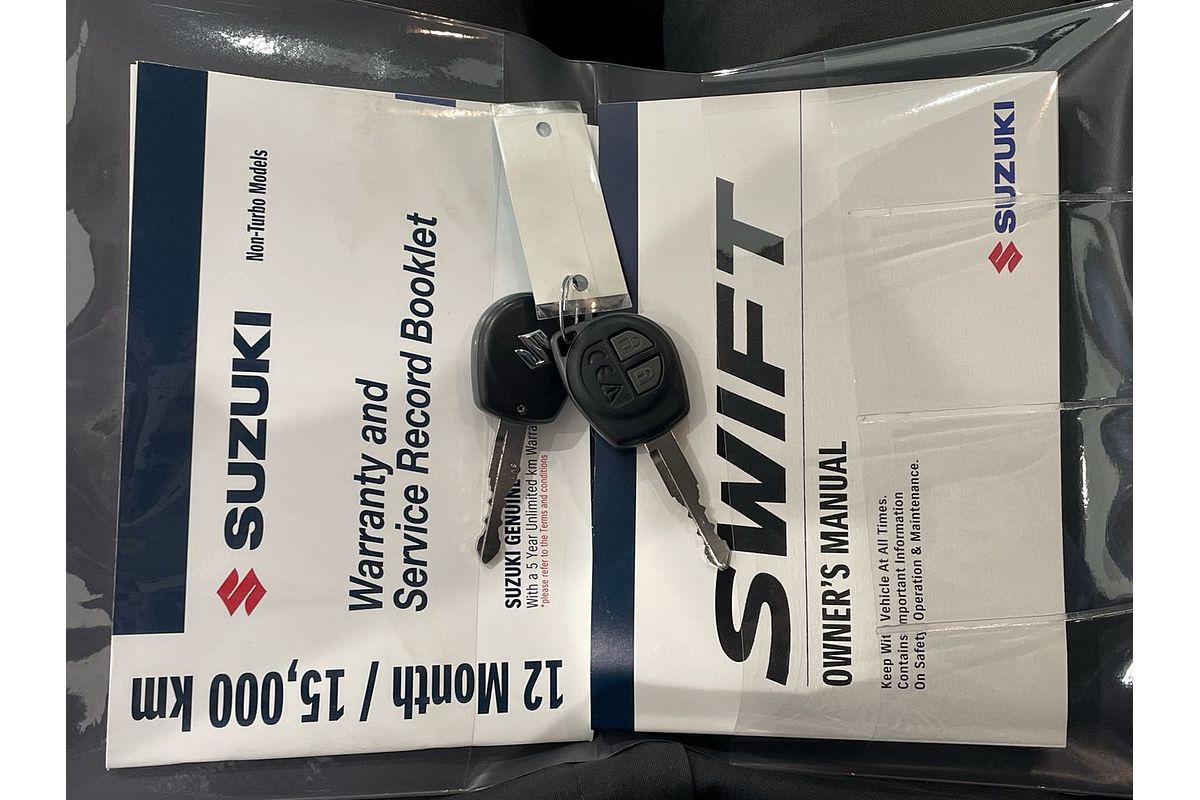 SUZUKI
Non-Turbo Models
Warranty and
Service Record Booklet
SUZUKI GENUINE
With a 5 Year Unlimited km Warra
*please refer to the Terms and conditions
12 Month / 15,000 km
SWIFT
OWNER'S MANUAL
Keep Wit Vehicle At All Times.
Contains mportant Information
On Safety Operation & Maintenance.
SUZUKI